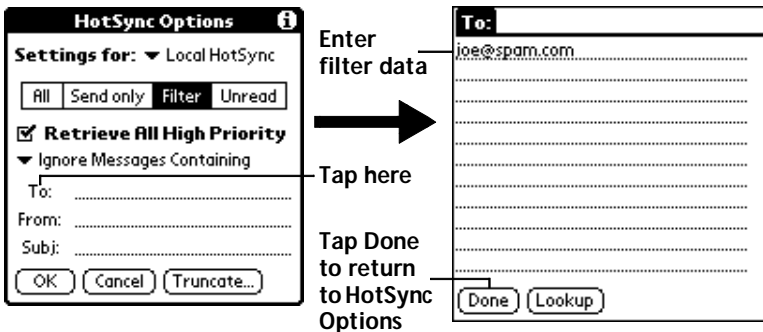 HotSync Options
Settings for: Local HotSync
All Send only Filter Unread
Retrieve All High Priority
Ignore Messages Containing
To:
From:
Subj:
OK Cancel Truncate...
Enter
filter data
Tap here
Tap Done
to return
to HotSync
Options
To:
joe@spam.com
Done Lookup